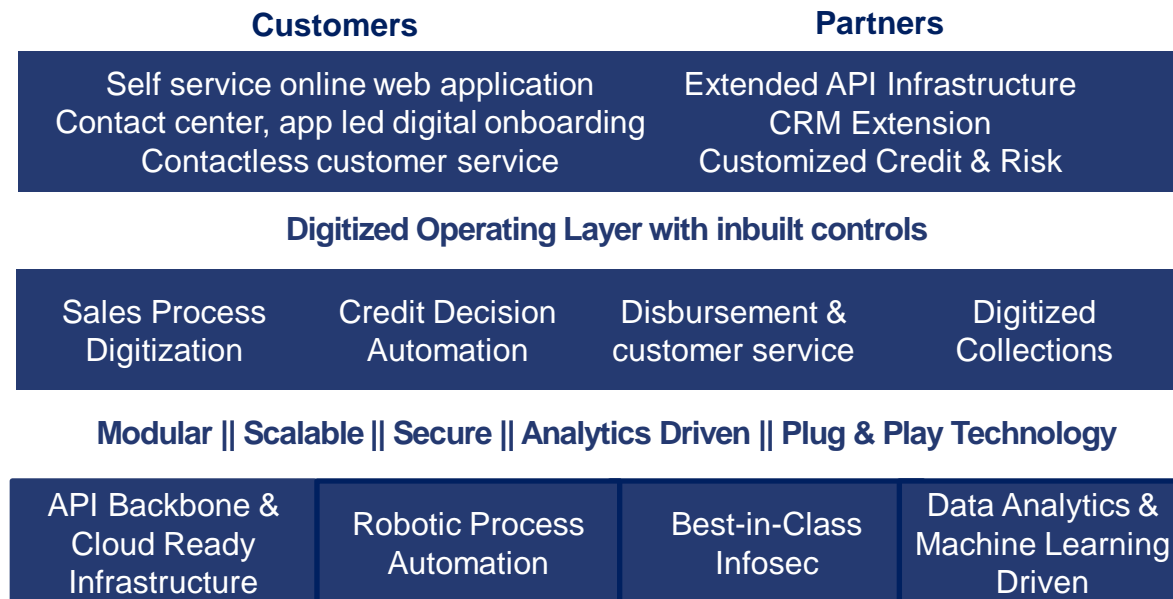 Customers
Partners
Self service online web application
Contact center, app led digital onboarding
Contactless customer service
Extended API Infrastructure
CRM Extension
Customized Credit & Risk
Digitized Operating Layer with inbuilt controls
Sales Process
Digitization
Credit Decision
Automation
Disbursement &
customer service
Digitized
Collections
Modular || Scalable || Secure || Analytics Driven || Plug & Play Technology
API Backbone &
Cloud Ready
Infrastructure
Robotic Process
Automation
Best-in-Class
Infosec
Data Analytics &
Machine Learning
Driven